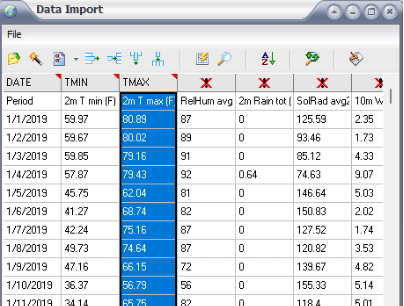 Data Import
File
DATE TMIN TMAX
Period 2m T min (F) 2m T max (F RelHum avg 2m Rain tot ( SolRad avg2 10m W
1/1/2019 59.97 80.89 87 0 125.59 2.35
1/2/2019 59.67 80.02 89 0 93.46 1.73
1/3/2019 59.85 79.16 91 0 85.12 4.33
1/4/2019 57.87 79.43 92 0.64 74.63 9.07
1/5/2019 45.75 62.04 81 0 146.64 5.03
1/6/2019 41.27 68.74 82 0 150.83 2.02
1/7/2019 42.24 75.16 87 0 127.52 1.74
1/8/2019 49.73 74.64 87 0 120.82 3.53
1/9/2019 47.16 66.15 72 0 139.67 4.82
1/10/2019 36.37 56.79 56 0 155.33 5.14
1/11/2019 34.14 65.75 82 0 118.4 5.01